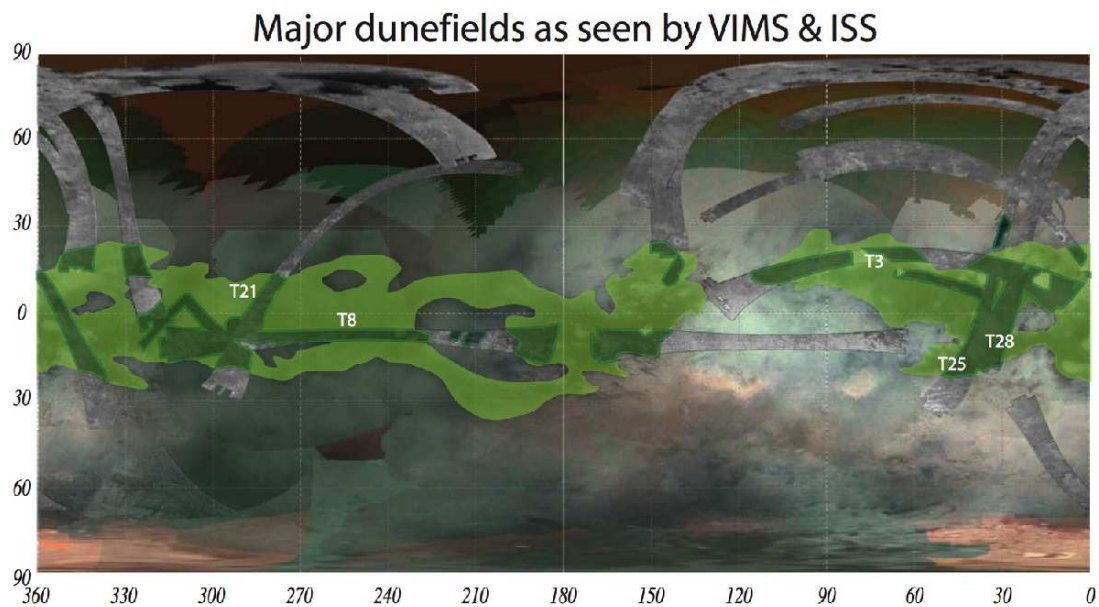 Major dunefields as seen by VIMS & ISS
90
60
30
0
30
60
90
T21
T8
T3
T28
T25
360 330 300 270 240 210 180 150 120 90 60 30 0